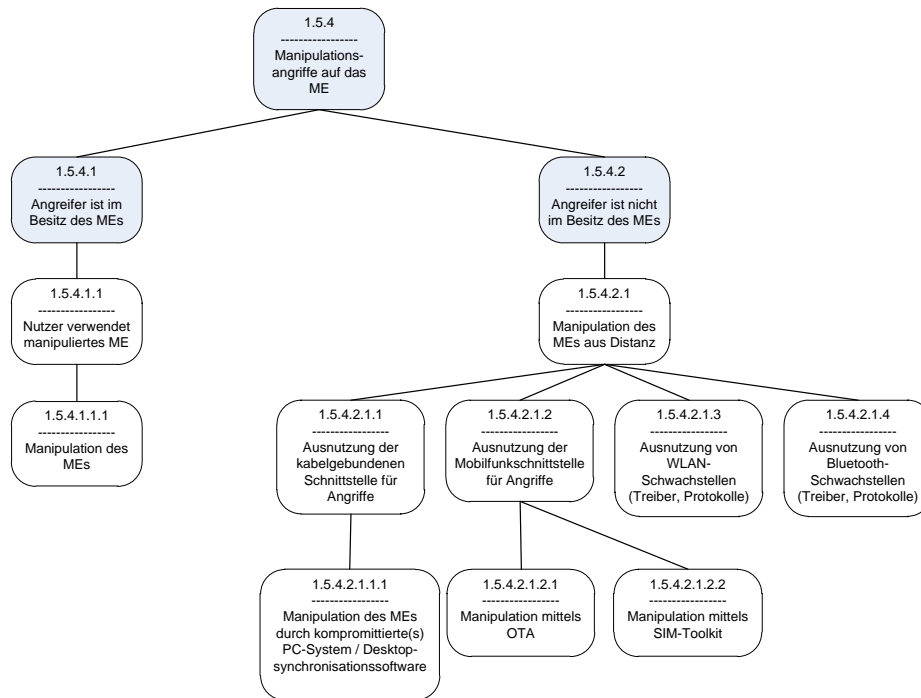 1.5.4
-----------------
Manipulations-
angriffe auf das
ME
1.5.4.1
-----------------
Angreifer ist im
Besitz des MEs
1.5.4.2
-----------------
Angreifer ist nicht
im Besitz des MEs
1.5.4.1.1
-----------------
Nutzer verwendet
manipuliertes ME
1.5.4.2.1
-----------------
Manipulation des
MEs aus Distanz
1.5.4.1.1.1
-----------------
Manipulation des
MEs
1.5.4.2.1.1
-----------------
Ausnutzung der
kabelgebundenen
Schnittstelle für
Angriffe
1.5.4.2.1.2
-----------------
Ausnutzung der
Mobilfunkschnittstelle
für Angriffe
1.5.4.2.1.3
-----------------
Ausnutzung von
WLAN-
Schwachstellen
(Treiber, Protokolle)
1.5.4.2.1.4
-----------------
Ausnutzung von
Bluetooth-
Schwachstellen
(Treiber, Protokolle)
1.5.4.2.1.1.1
-----------------
Manipulation des MEs
durch kompromittierte(s)
PC-System / Desktop-
synchronisationssoftware
1.5.4.2.1.2.1
-----------------
Manipulation mittels
OTA
1.5.4.2.1.2.2
-----------------
Manipulation mittels
SIM-Toolkit